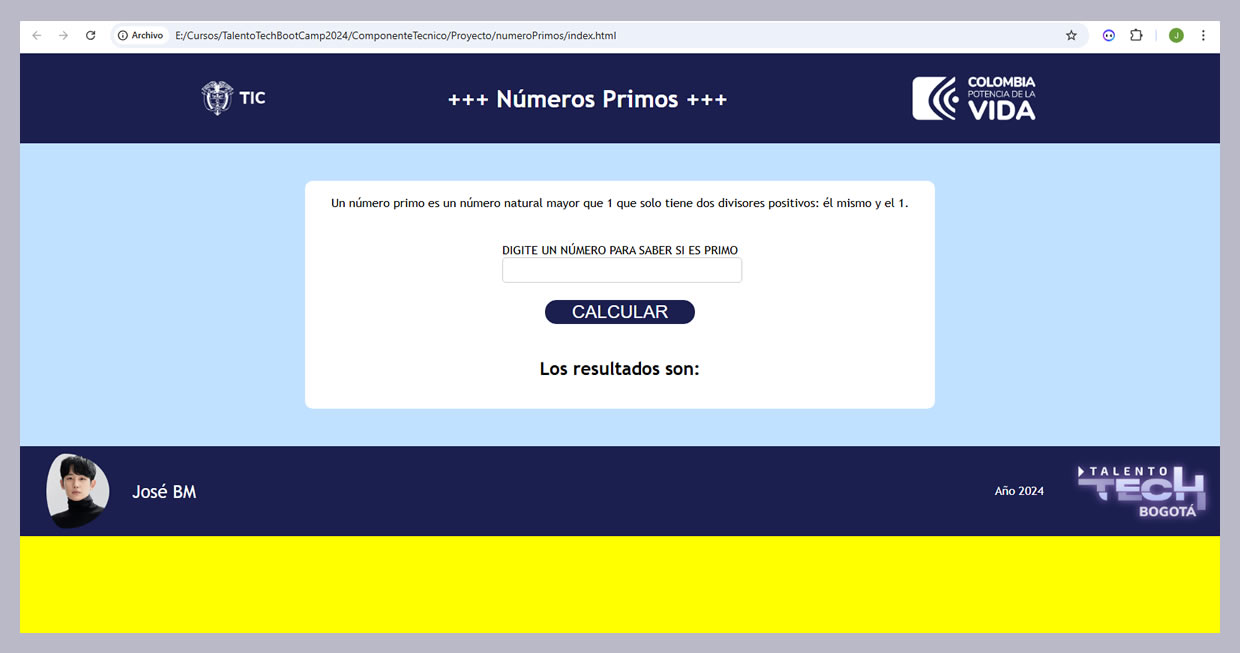 Archivo E:/Cursos/TalentoTechBootCamp2024/ComponenteTecnico/Proyecto/numeroPrimos/index.html J
TIC
+++ Números Primos +++
COLOMBIA
POTENCIA DE LA
VIDA
Un número primo es un número natural mayor que 1 que solo tiene dos divisores positivos: él mismo y el 1.
DIGITE UN NÚMERO PARA SABER SI ES PRIMO
CALCULAR
Los resultados son:
José BM
Año 2024
TALENTO
TECH
BOGOTÁ